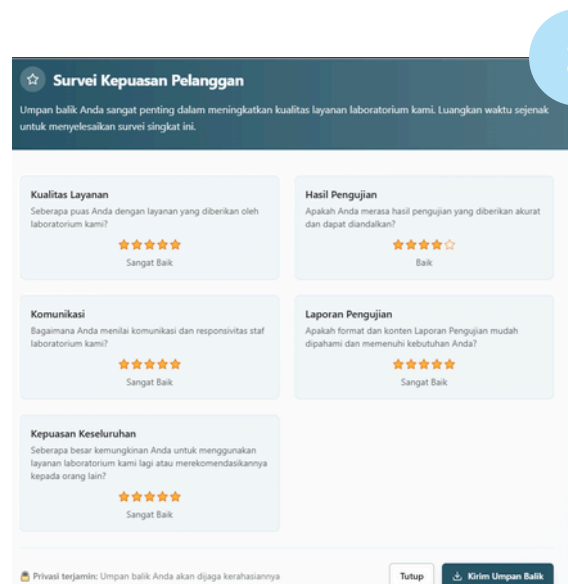 Survei Kepuasan Pelanggan
Umpan balik Anda sangat penting dalam meningkatkan kualitas layanan laboratorium kami. Luangkan waktu sejenak
untuk menyelesaikan survei singkat ini.
Kualitas Layanan
Seberapa puas Anda dengan layanan yang diberikan oleh
laboratorium kami?
Sangat Baik
Hasil Pengujian
Apakah Anda merasa hasil pengujian yang diberikan akurat
dan dapat diandalkan?
Baik
Komunikasi
Bagaimana Anda menilai komunikasi dan responsivitas staf
laboratorium kami?
Sangat Baik
Laporan Pengujian
Apakah format dan konten Laporan Pengujian mudah
dipahami dan memenuhi kebutuhan Anda?
Sangat Baik
Kepuasan Keseluruhan
Seberapa besar kemungkinan Anda untuk menggunakan
layanan laboratorium kami lagi atau merekomendasikannya
kepada orang lain?
Sangat Baik
Privasi terjamin: Umpan balik Anda akan dijaga kerahasiannya
Tutup
Kirim Umpan Balik